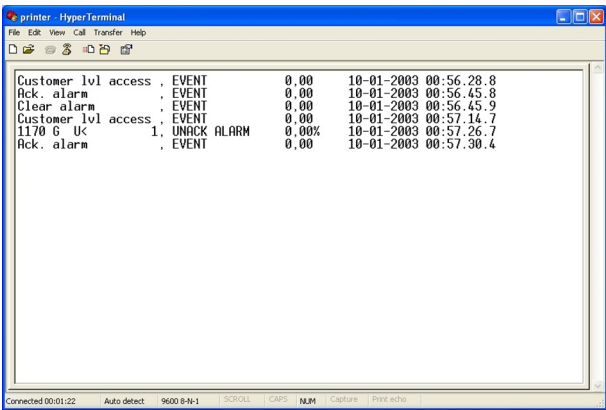 printer - HyperTerminal
File Edit View Call Transfer Help
Customer lvl access , EVENT 0,00 10-01-2003 00:56.28.8
Ack. alarm , EVENT 0,00 10-01-2003 00:56.45.8
Clear alarm , EVENT 0,00 10-01-2003 00:56.45.9
Customer lvl access , EVENT 0,00 10-01-2003 00:57.14.7
1170 G U< 1, UNACK ALARM 0,00% 10-01-2003 00:57.26.7
Ack. alarm , EVENT 0,00 10-01-2003 00:57.30.4
Connected 00:01:22 Auto detect 9600 8-N-1 SCROLL CAPS NUM Capture Print echo